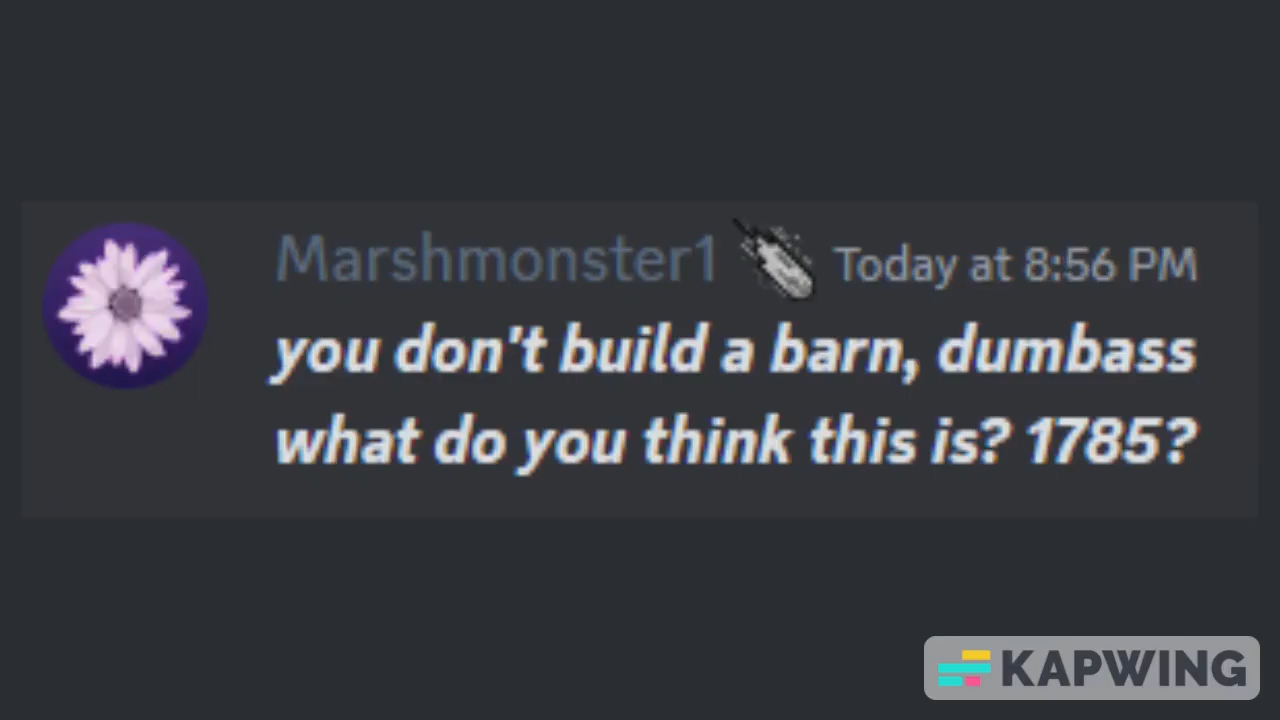 Marshmonster1 Today at 8:56 PM
you don't build a barn, dumbass
what do you think this is? 1785?
KAPWING